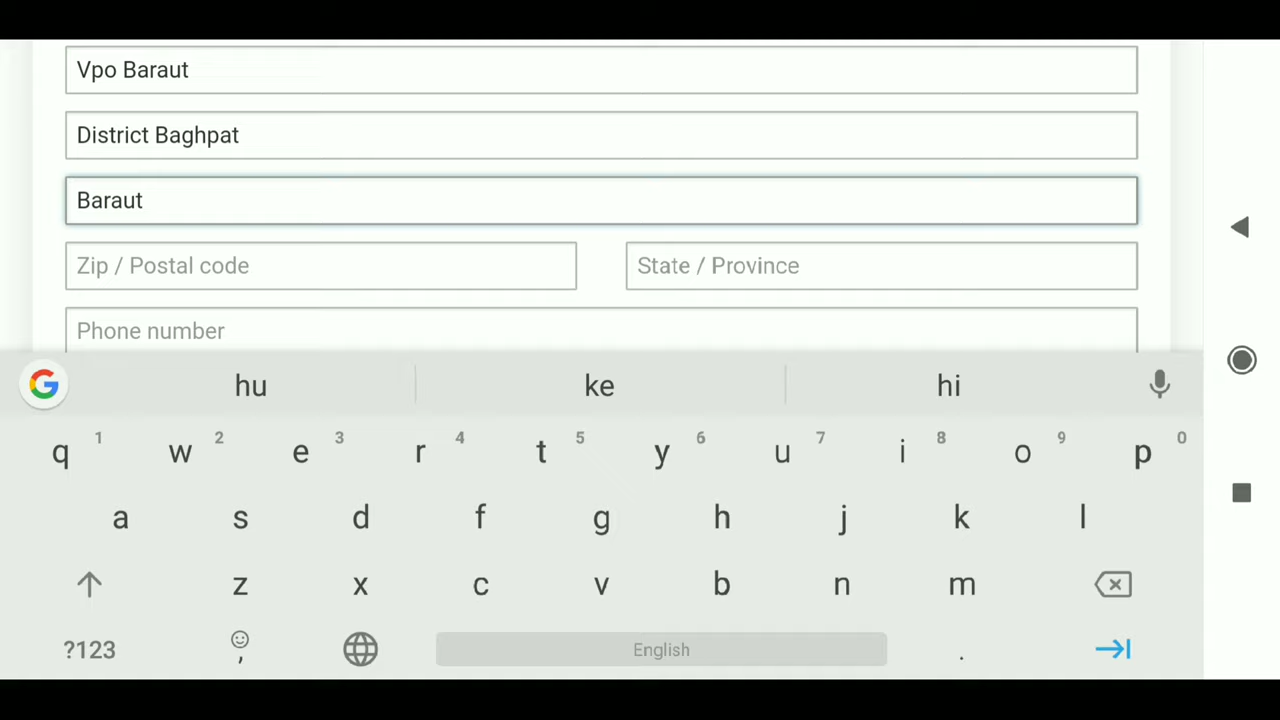 Vpo Baraut
District Baghpat
Baraut
Zip / Postal code State / Province
Phone number
hu ke hi
q 1 w 2 e 3 r 4 t 5 y 6 u 7 i 8 o 9 p 0
a s d f g h j k l
z x c v b n m
?123 , English .